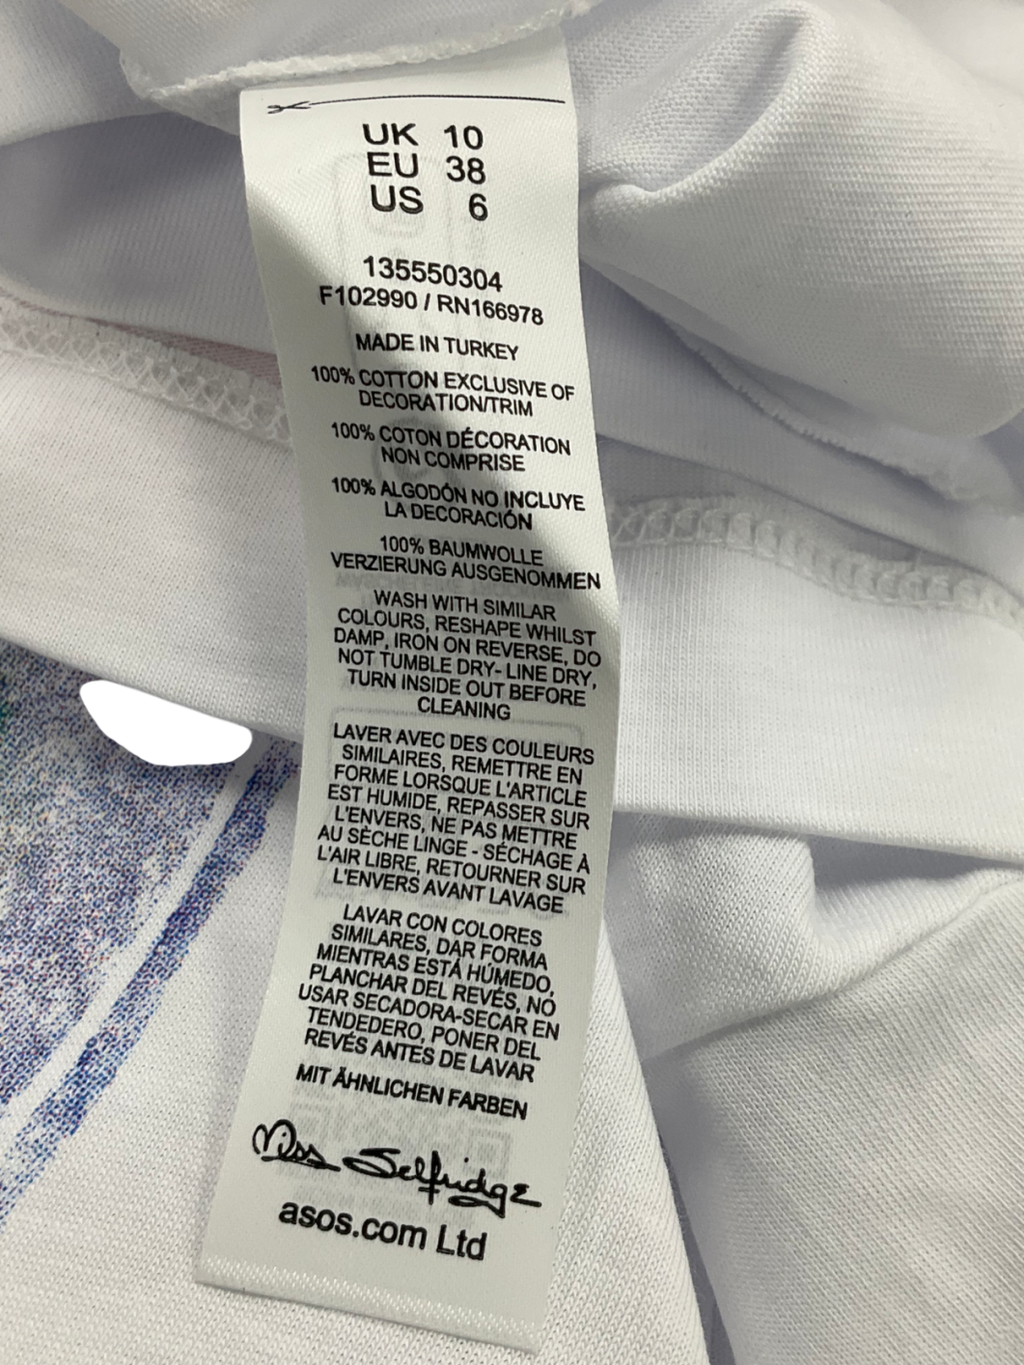 UK 10
EU 38
US 6
135550304
F102990 / RN166978
MADE IN TURKEY
100% COTTON EXCLUSIVE OF
DECORATION/TRIM
100% COTON DÉCORATION
NON COMPRISE
100% ALGODÓN NO INCLUYE
LA DECORACIÓN
100% BAUMWOLLE
VERZIERUNG AUSGENOMMEN
WASH WITH SIMILAR
COLOURS, RESHAPE WHILST
DAMP, IRON ON REVERSE, DO
NOT TUMBLE DRY- LINE DRY,
TURN INSIDE OUT BEFORE
CLEANING
LAVER AVEC DES COULEURS
SIMILAIRES, REMETTRE EN
FORME LORSQUE L'ARTICLE
EST HUMIDE, REPASSER SUR
L'ENVERS, NE PAS METTRE
AU SÈCHE LINGE - SÉCHAGE À
L'AIR LIBRE, RETOURNER SUR
L'ENVERS AVANT LAVAGE
LAVAR CON COLORES
SIMILARES, DAR FORMA
MIENTRAS ESTÁ HÚMEDO,
PLANCHAR DEL REVÉS, NO
USAR SECADORA-SECAR EN
TENDEDERO, PONER DEL
REVÉS ANTES DE LAVAR
MIT ÄHNLICHEN FARBEN
Miss Selfridge
asos.com Ltd